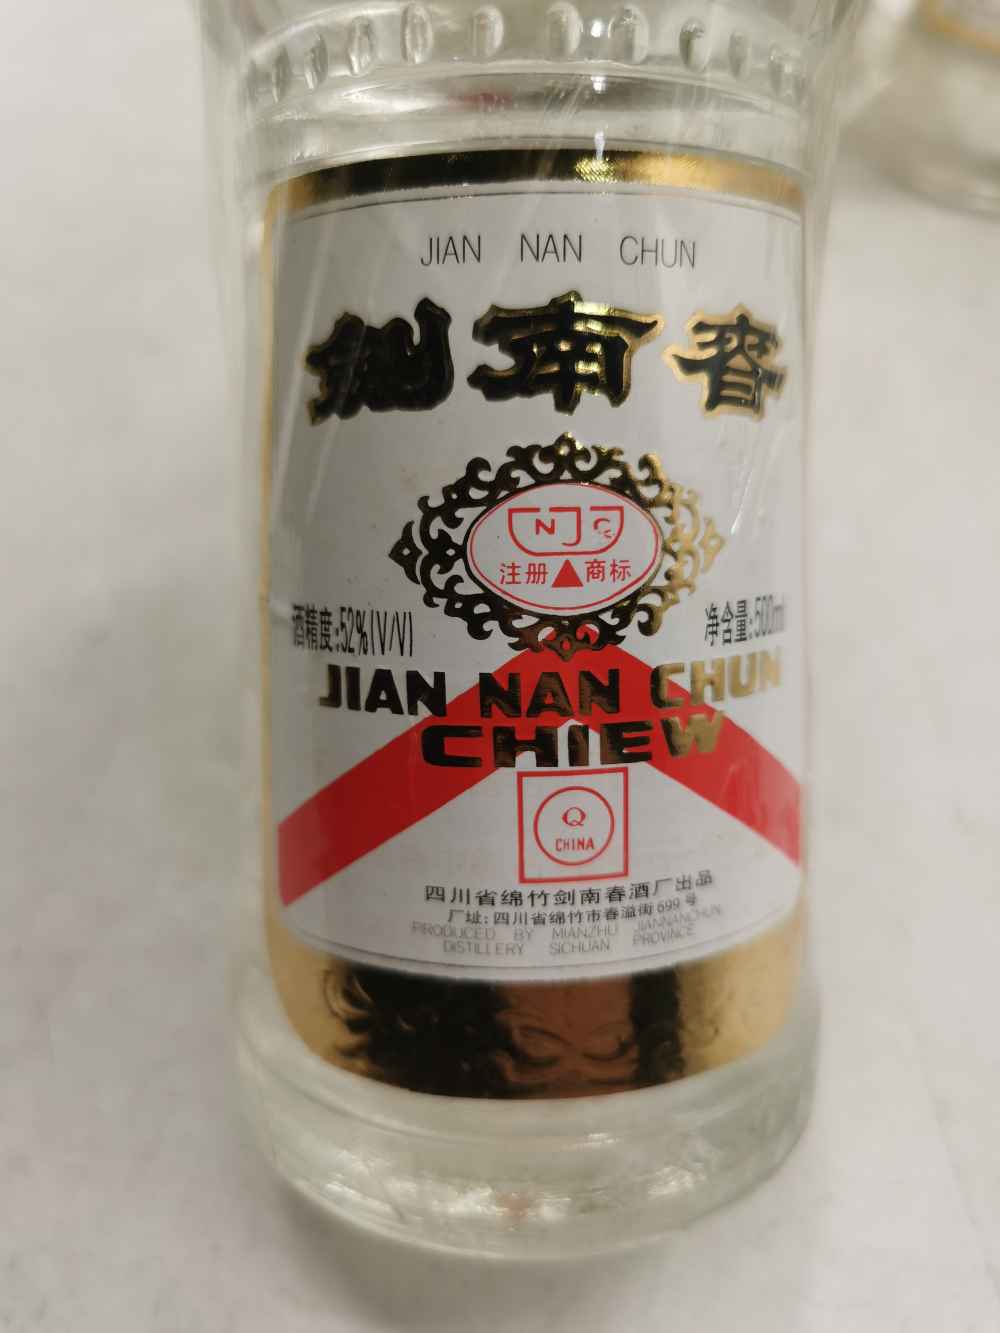 JIAN NAN CHUN
剑南春
NJC
注册商标
酒精度:52%(V/V)
净含量:500ml
JIAN NAN CHUN
CHIEW
Q
CHINA
四川省绵竹剑南春酒厂出品
厂址:四川省绵竹市春溢街699号
PRODUCED BY MIANZHU JIANNANCHUN
DISTILLERY SICHUAN PROVINCE